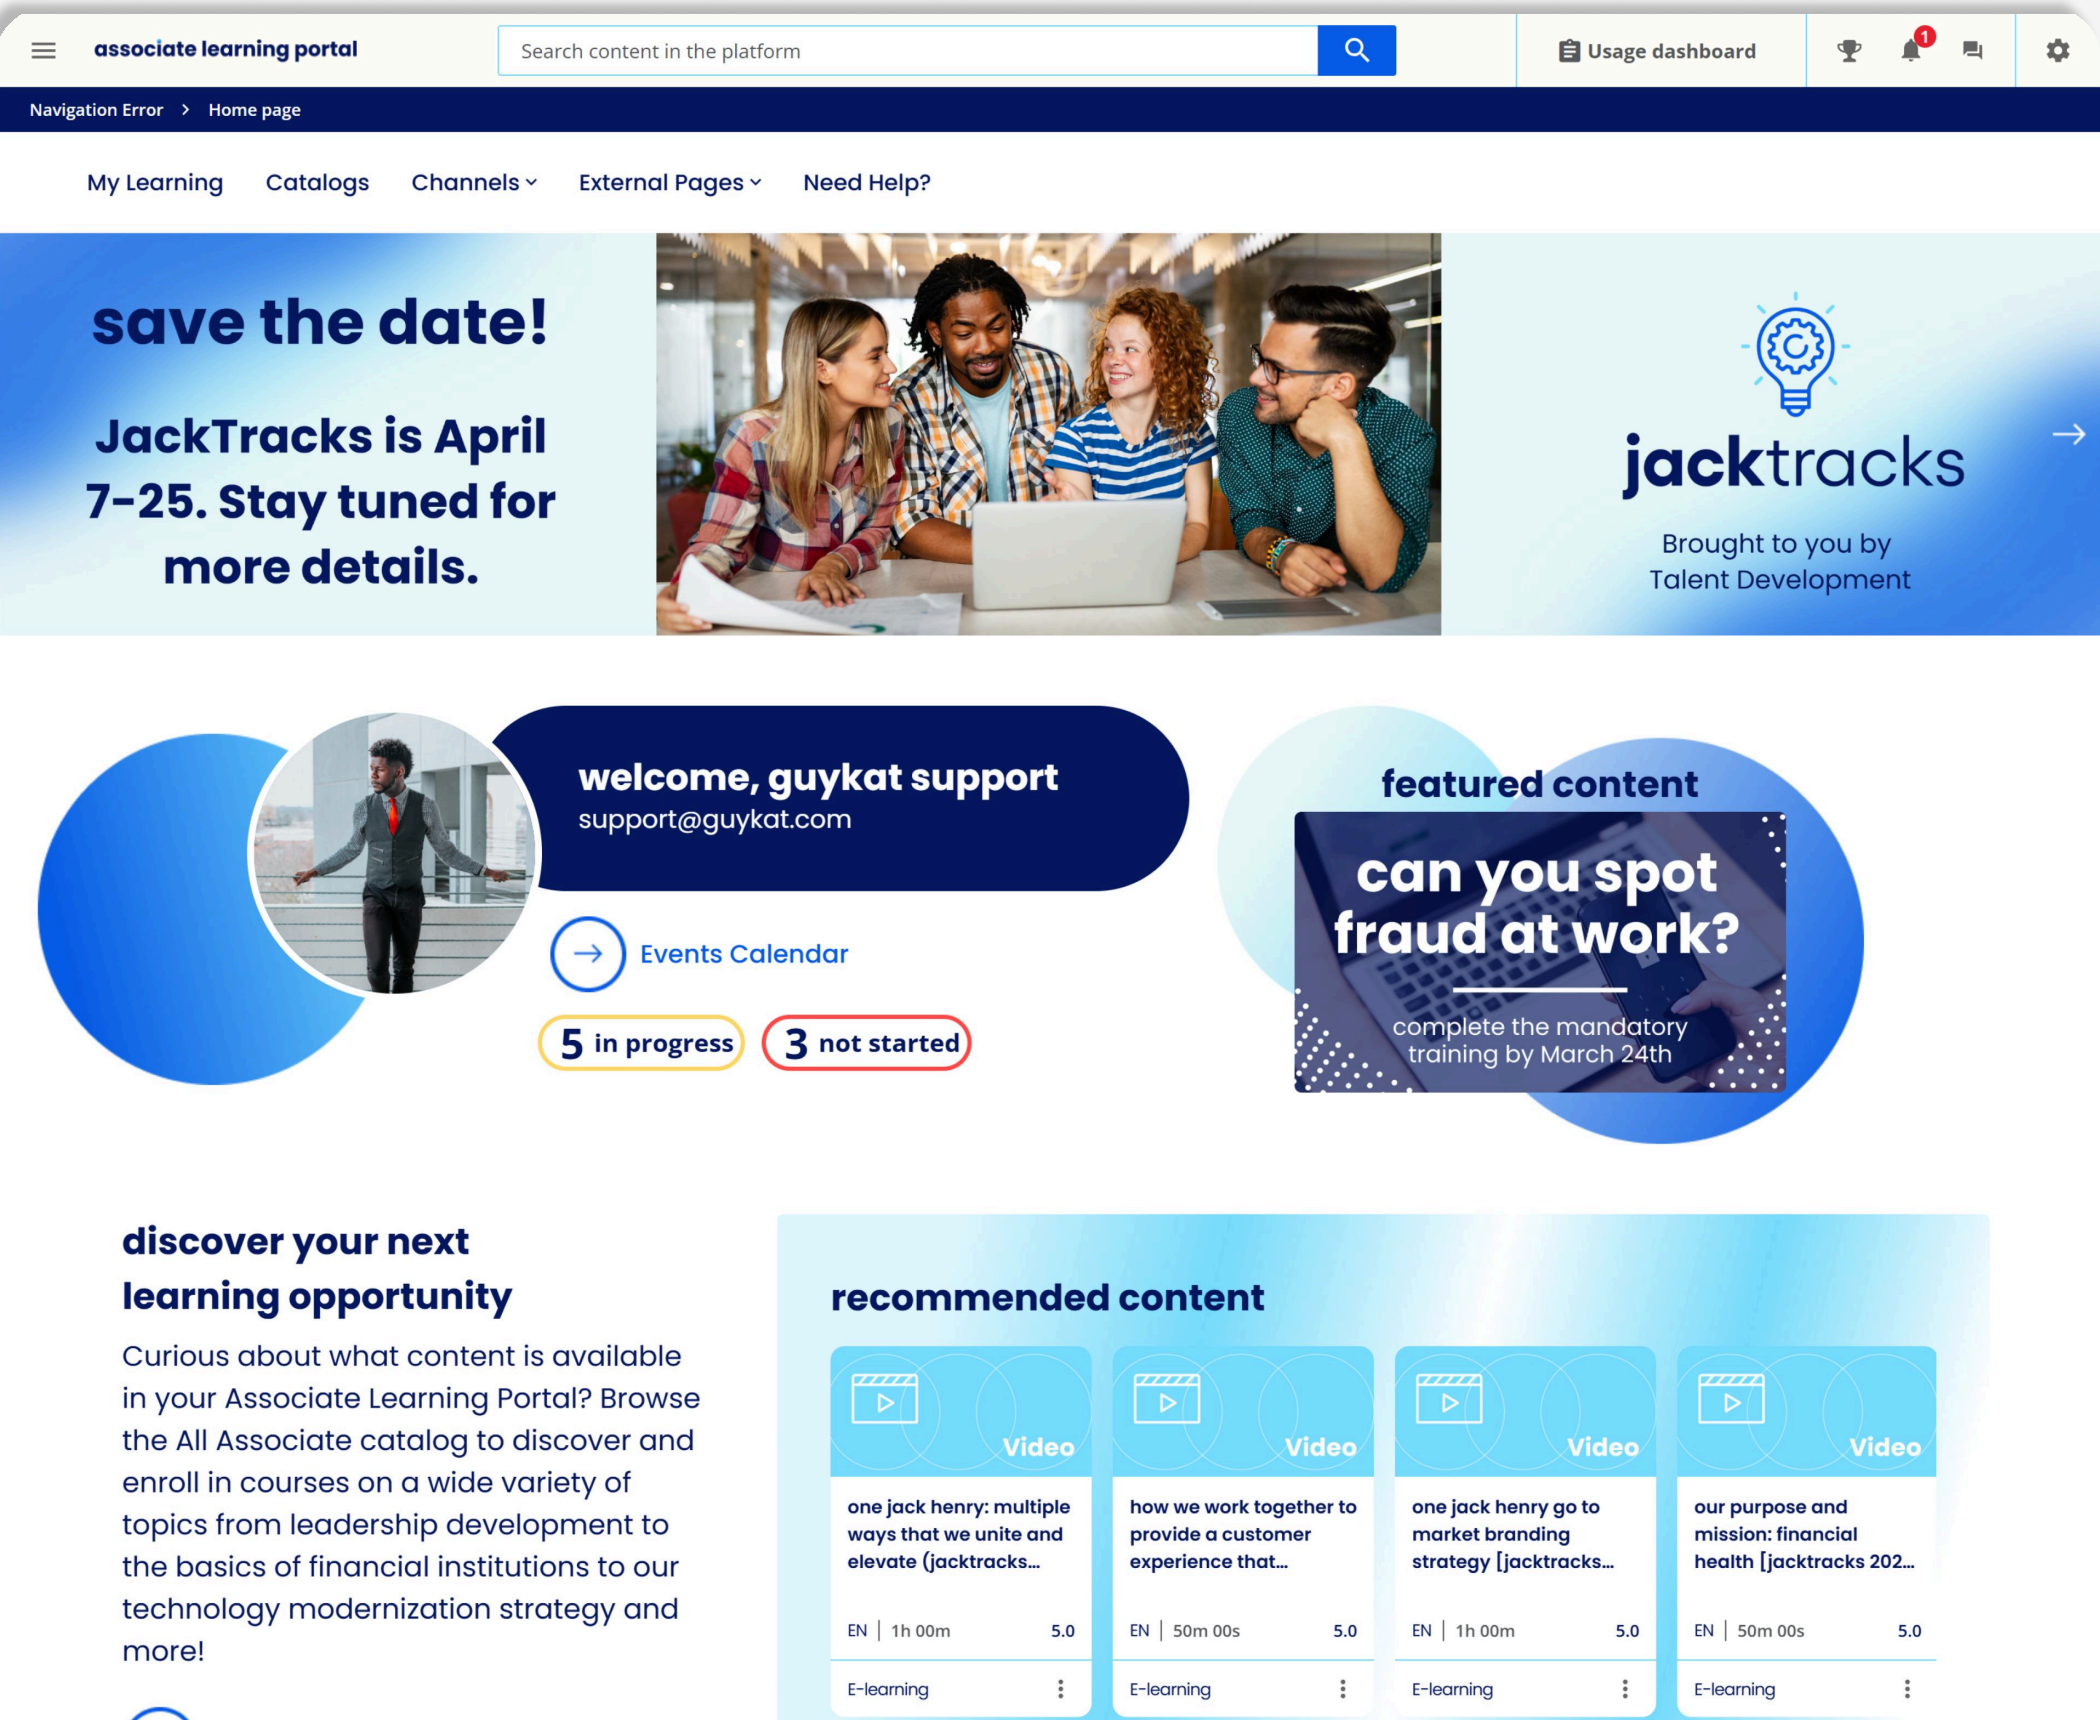 associate learning portal
Search content in the platform
Usage dashboard
1
Navigation Error > Home page
My Learning Catalogs Channels External Pages Need Help?
save the date!
JackTracks is April
7-25. Stay tuned for
more details.
jacktracks
Brought to you by
Talent Development
welcome, guykat support
support@guykat.com
Events Calendar
5 in progress
3 not started
featured content
can you spot
fraud at work?
complete the mandatory
training by March 24th
discover your next
learning opportunity
Curious about what content is available
in your Associate Learning Portal? Browse
the All Associate catalog to discover and
enroll in courses on a wide variety of
topics from leadership development to
the basics of financial institutions to our
technology modernization strategy and
more!
recommended content
Video
one jack henry: multiple
ways that we unite and
elevate (jacktracks...
EN | 1h 00m 5.0
E-learning
Video
how we work together to
provide a customer
experience that...
EN | 50m 00s 5.0
E-learning
Video
one jack henry go to
market branding
strategy [jacktracks...
EN | 1h 00m 5.0
E-learning
Video
our purpose and
mission: financial
health [jacktracks 202...
EN | 50m 00s 5.0
E-learning